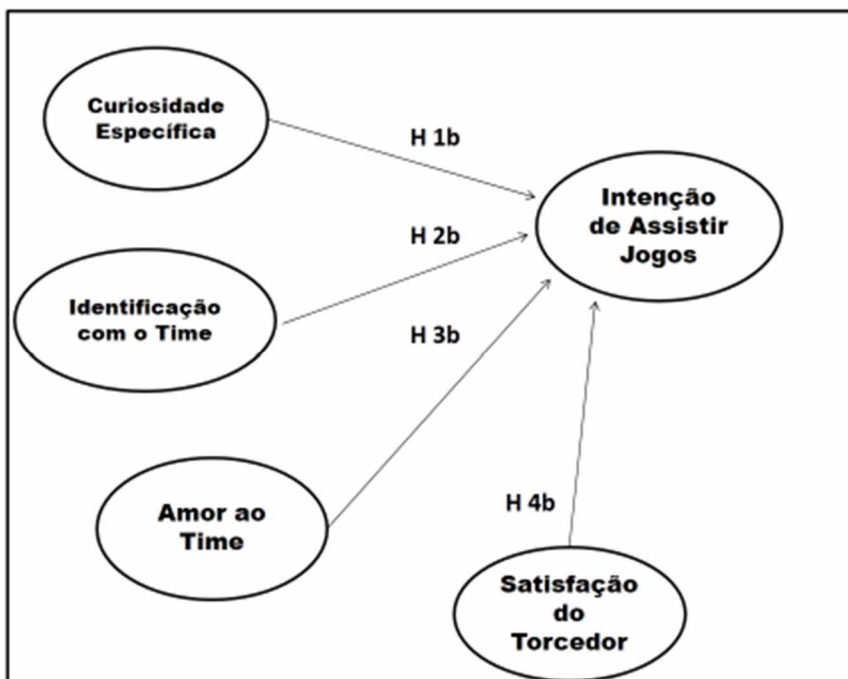 Curiosidade
Específica
H 1b
Intenção
de Assistir
Jogos
H 2b
Identificação
com o Time
H 3b
Amor ao
Time
H 4b
Satisfação
do
Torcedor